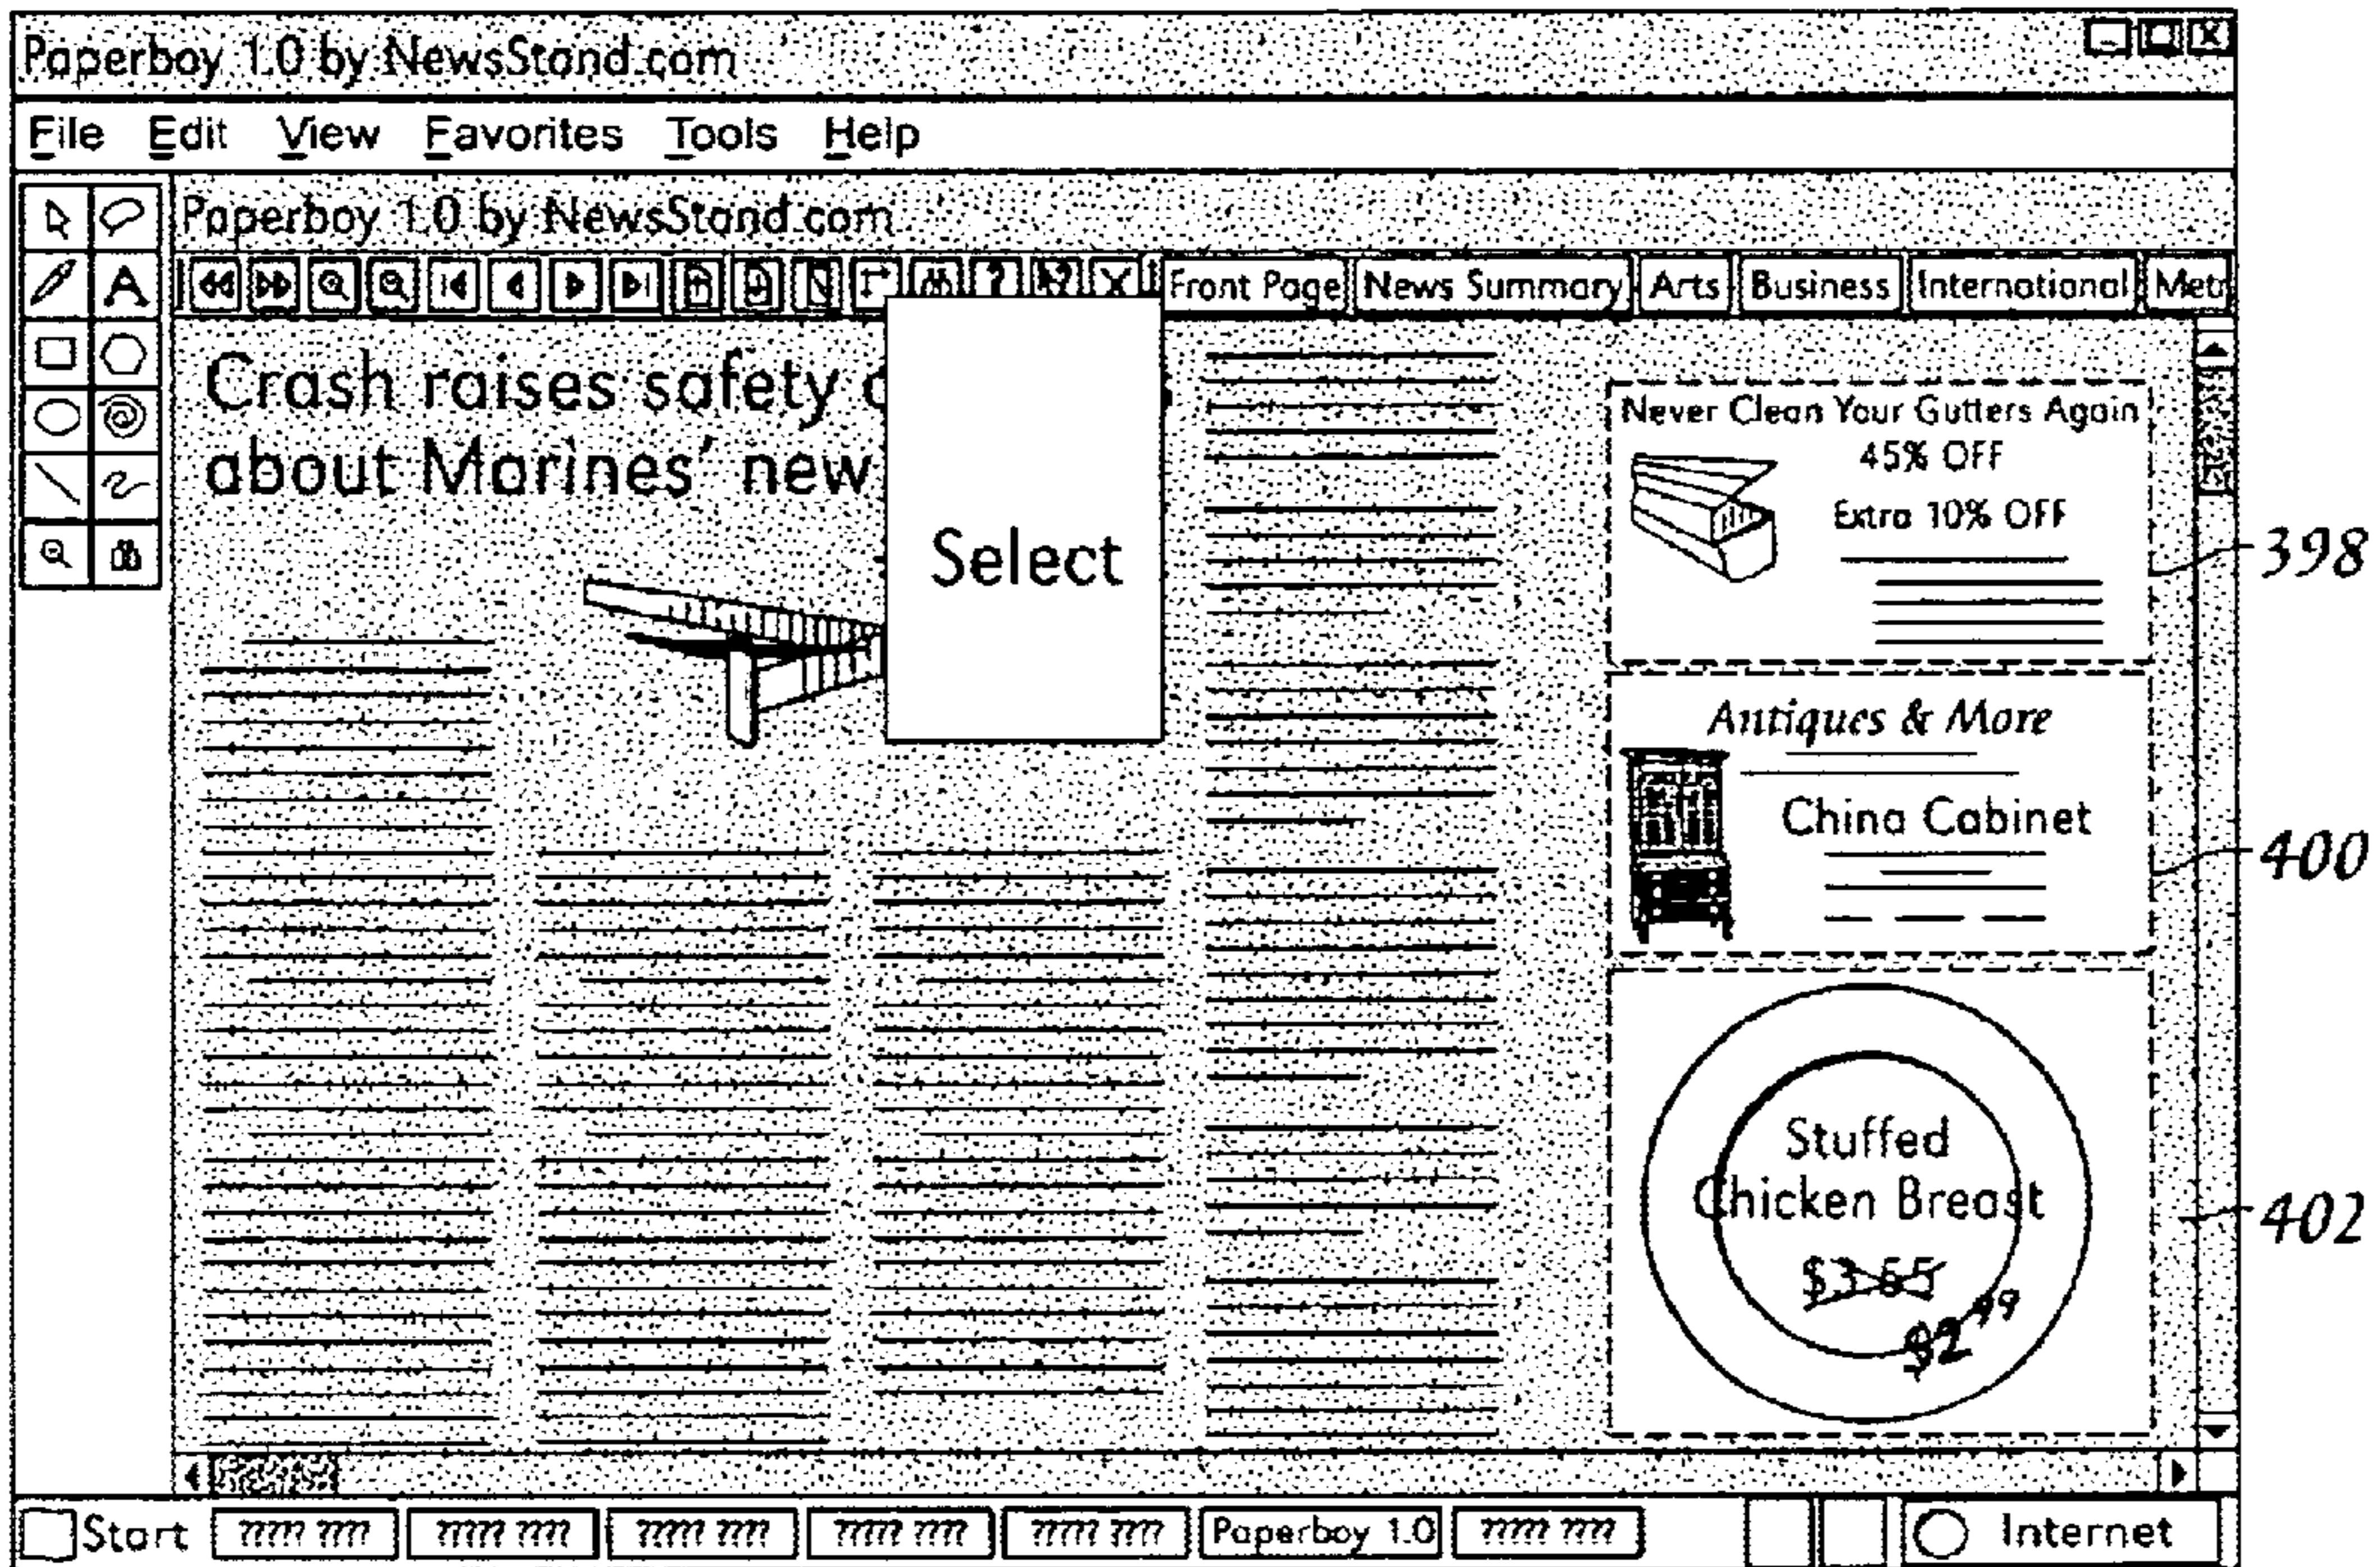 Paperboy 1.0 by NewsStand.com
File Edit View Favorites Tools Help
Paperboy 1.0 by NewsStand.com
Front Page News Summary Arts Business International Metr
Crash raises safety
about Marines' new
Select
Never Clean Your Gutters Again
45% OFF
Extra 10% OFF
398
Antiques & More
China Cabinet
400
Stuffed
Chicken Breast
$3.65
$2.49
402
Start ????? ???? ????? ???? ????? ???? ????? ???? ????? ???? Paperboy 1.0 ????? ???? Internet